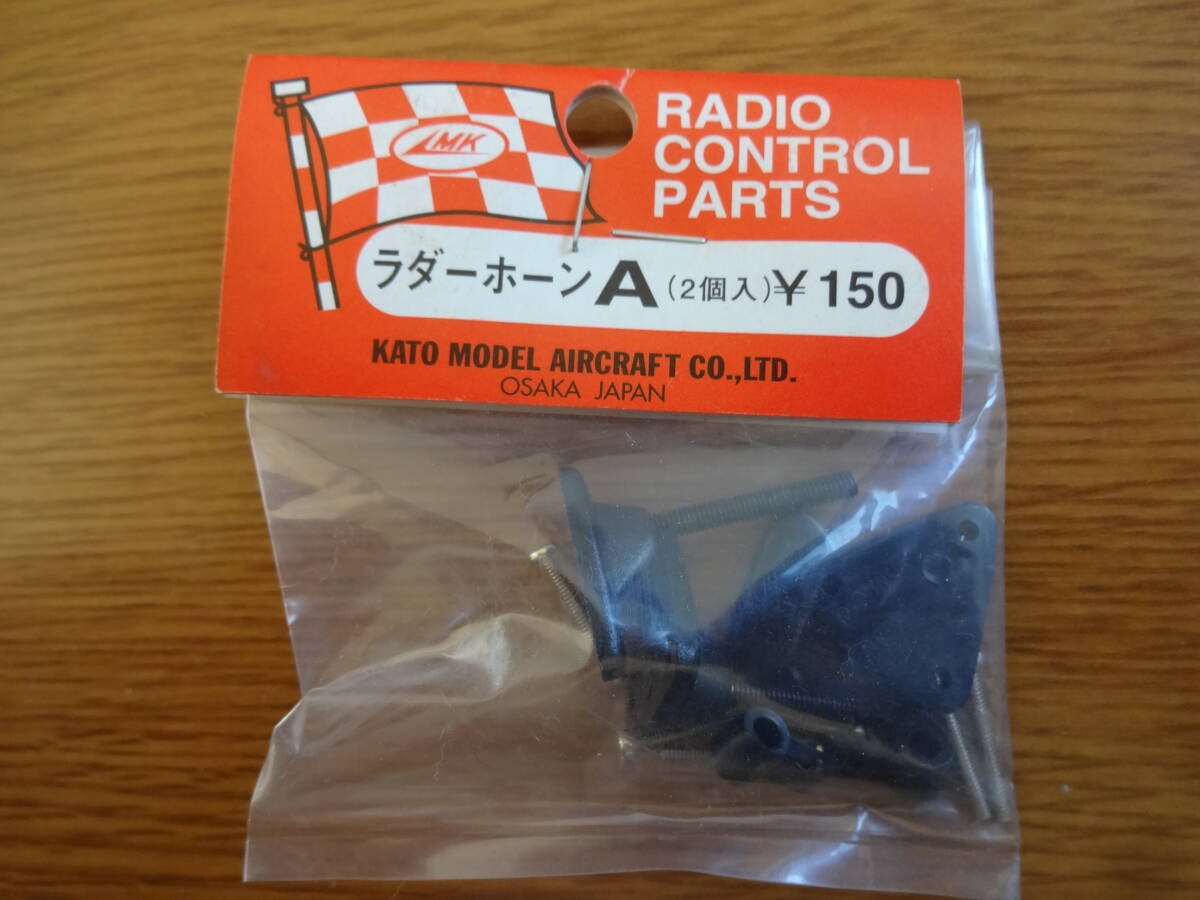 MK
RADIO
CONTROL
PARTS
ラダーホーンA(2個入)¥150
KATO MODEL AIRCRAFT CO.,LTD.
OSAKA JAPAN